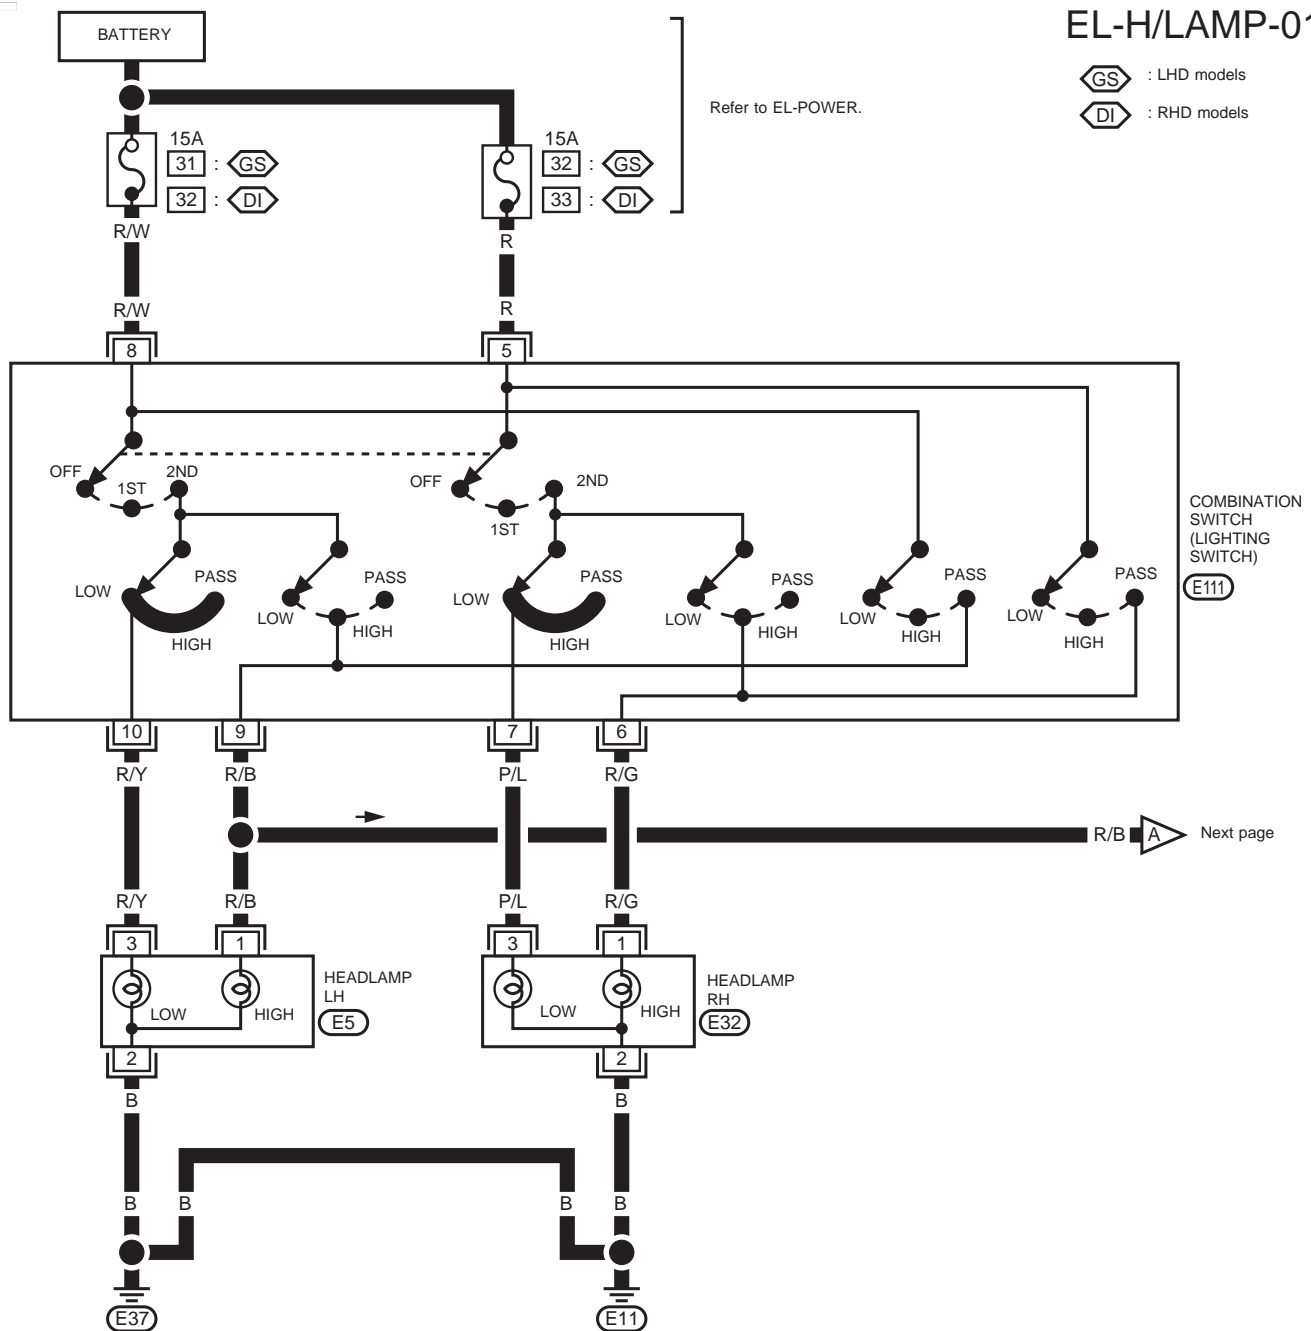 EL-H/LAMP-01
BATTERY
GS : LHD models
DI : RHD models
Refer to EL-POWER.
15A
31 : GS
32 : DI
15A
32 : GS
33 : DI
R/W
R
R/W
R
8
5
OFF
1ST
2ND
OFF
1ST
2ND
COMBINATION
SWITCH
(LIGHTING
SWITCH)
E111
LOW
PASS
HIGH
LOW
PASS
HIGH
LOW
PASS
HIGH
LOW
PASS
HIGH
LOW
PASS
HIGH
LOW
PASS
HIGH
10
9
7
6
R/Y
R/B
P/L
R/G
R/B
A
Next page
R/Y
R/B
P/L
R/G
3
1
3
1
LOW
HIGH
HEADLAMP
LH
E5
LOW
HIGH
HEADLAMP
RH
E32
2
2
B
B
B
B
B
B
E37
E11